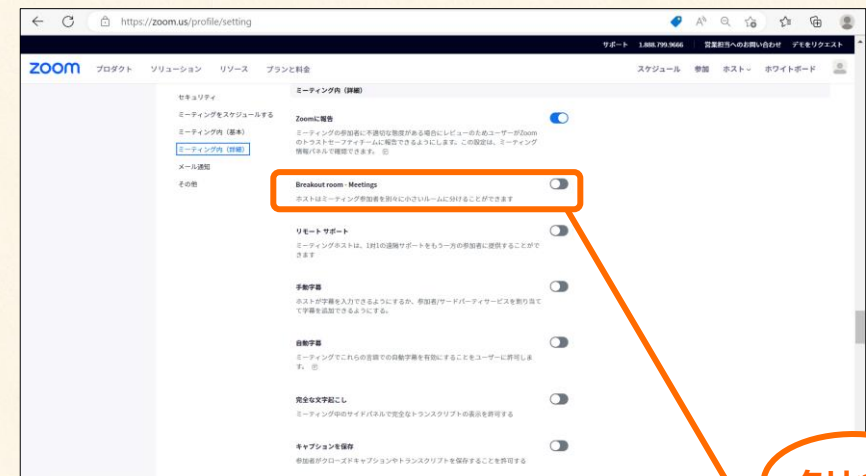 https://zoom.us/profile/setting
サポート 1.888.799.9666 営業担当へのお問い合わせ デモをリクエスト
zoom プロダクト ソリューション リソース プランと料金 スケジュール 参加 ホスト ホワイトボード
セキュリティ
ミーティングをスケジュールする
ミーティング内（基本）
ミーティング内（詳細）
メール通知
その他
ミーティング内（詳細）
Zoomに報告
ミーティングの参加者に不適切な態度がある場合にレビューのためユーザーがZoom
のトラストセーフティチームに報告できるようにします。この設定は、ミーティング
情報パネルで確認できます。
Breakout room - Meetings
ホストはミーティング参加者を別々に小さいルームに分けることができます
リモート サポート
ミーティングホストは、1対1の遠隔サポートをもう一方の参加者に提供することがで
きます
手動字幕
ホストが字幕を入力できるようにするか、参加者/サードパーティサービスを割り当て
て字幕を追加できるようにする。
自動字幕
ミーティングでこれらの言語での自動字幕を有効にすることをユーザーに許可しま
す。
完全な文字起こし
ミーティング中のサイドパネルで完全なトランスクリプトの表示を許可する
キャプションを保存
参加者がクローズドキャプションやトランスクリプトを保存することを許可する